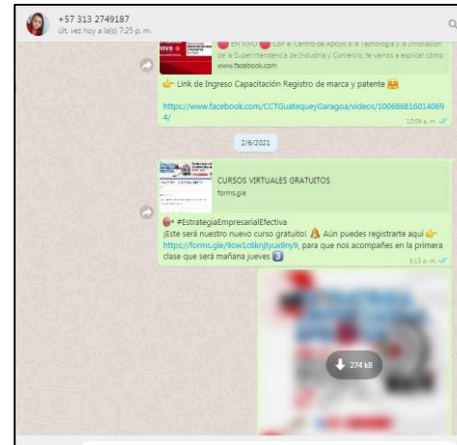 +57 313 2749187
últ. vez hoy a la(s) 7:25 p. m.
EN VIVO 🔴 Con el Centro de Apoyo a la Tecnología y la Innovación
de la Superintendencia de Industria y Comercio, te vamos a explicar cómo
www.facebook.com
👉 Link de Ingreso Capacitación Registro de marca y patente 🤗
https://www.facebook.com/CCTGuatequeyGaragoa/videos/100686816014069
4/
10:08 a. m.
2/6/2021
CURSOS VIRTUALES GRATUITOS
forms.gle
#EstrategiaEmpresarialEfectiva
¡Este será nuestro nuevo curso gratuito! 🔔 Aún puedes registrarte aquí 👉
https://forms.gle/9ow1c6knjtyux9ny9, para que nos acompañes en la primera
clase que será mañana jueves 3️⃣
5:13 p. m.
274 kB